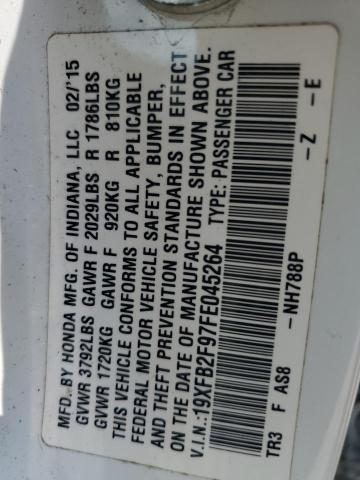 MFD. BY HONDA MFG. OF INDIANA, LLC 02/'15
GVWR 3792LBS GAWR F 2029LBS R 1786LBS
GVWR 1720KG GAWR F 920KG R 810KG
THIS VEHICLE CONFORMS TO ALL APPLICABLE
FEDERAL MOTOR VEHICLE SAFETY, BUMPER,
AND THEFT PREVENTION STANDARDS IN EFFECT
ON THE DATE OF MANUFACTURE SHOWN ABOVE.
V.I.N.: 19XFB2F97FE045264 TYPE: PASSENGER CAR
-NH788P -Z -E
TR3 F AS8